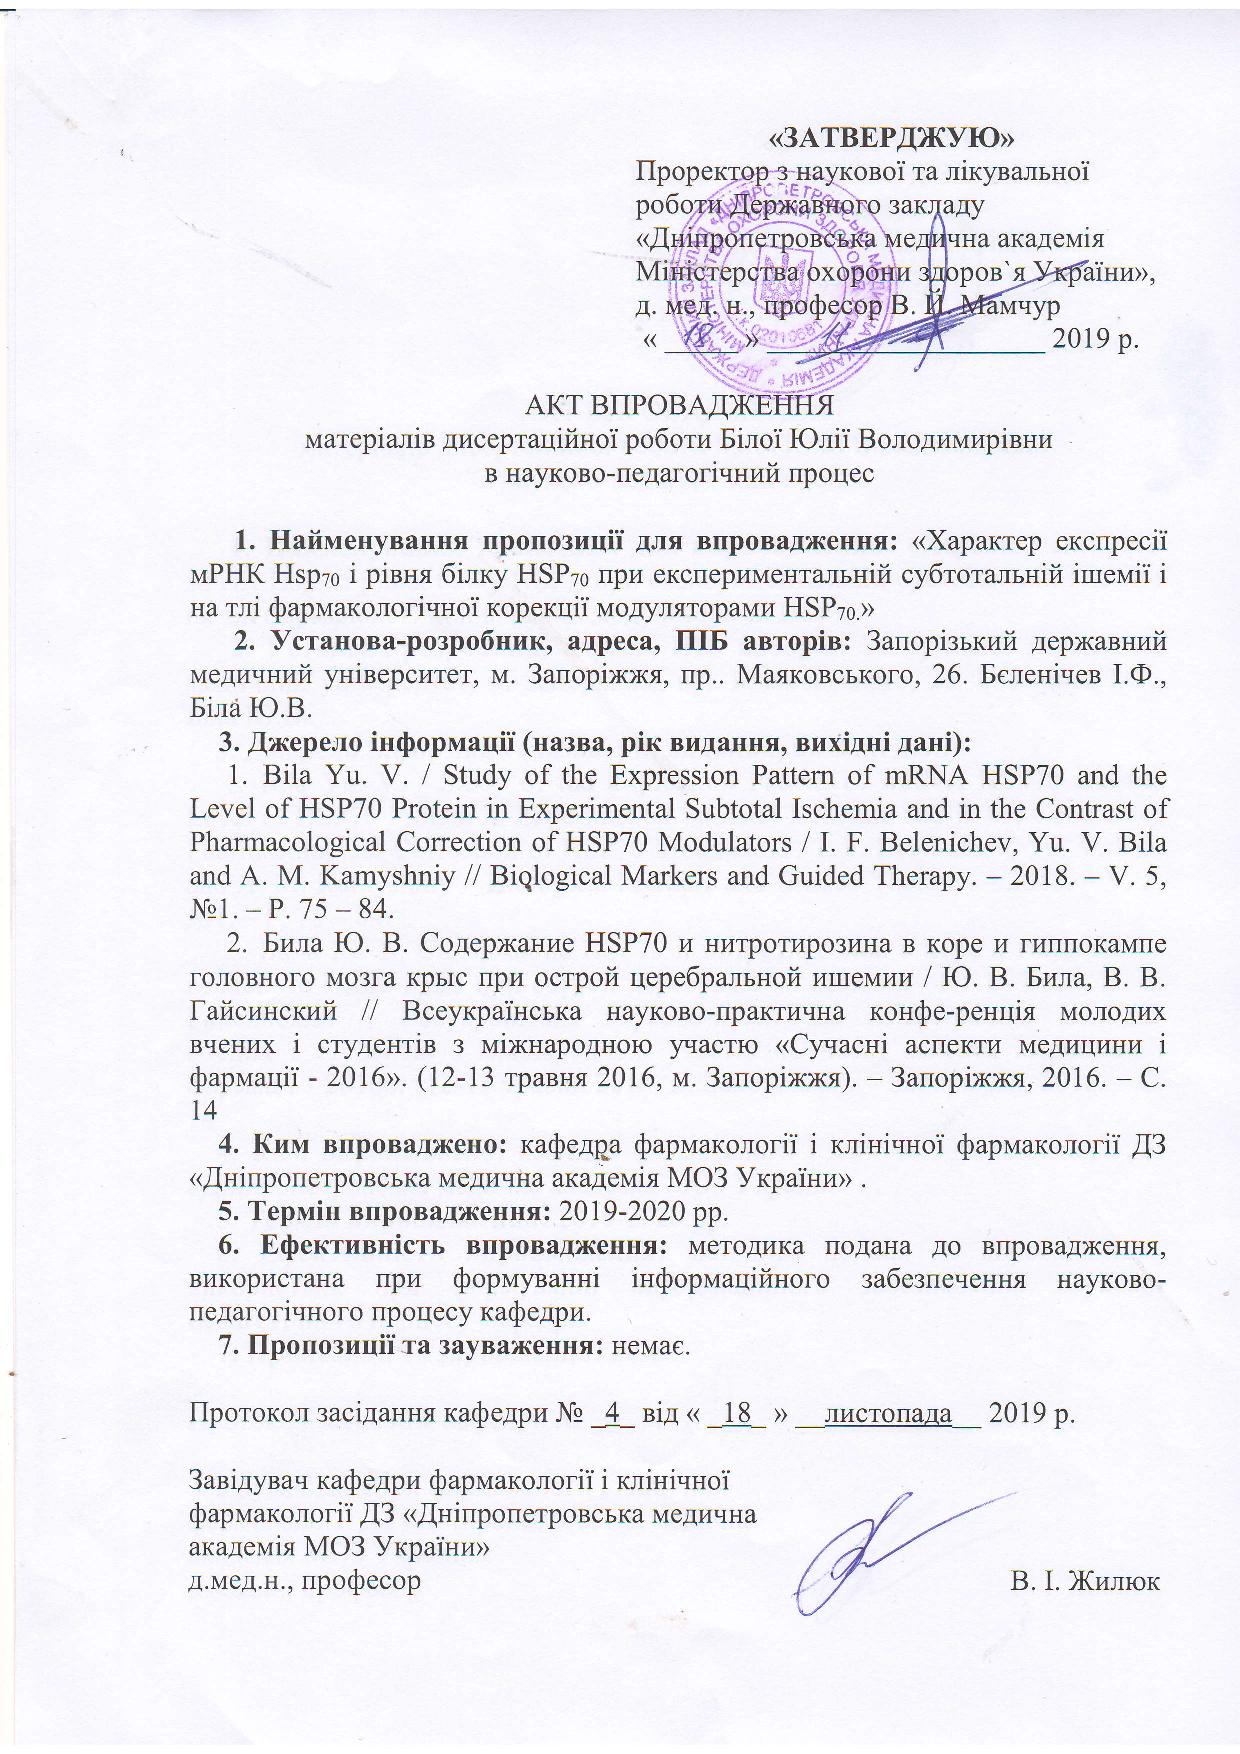 «ЗАТВЕРДЖУЮ»
Проректор з наукової та лікувальної
роботи Державного закладу
«Дніпропетровська медична академія
Міністерства охорони здоров`я України»,
д. мед. н., професор В. Й. Мамчур
« 18 » 11 2019 р.
АКТ ВПРОВАДЖЕННЯ
матеріалів дисертаційної роботи Білої Юлії Володимирівни
в науково-педагогічний процес
1. Найменування пропозиції для впровадження: «Характер експресії
мРНК Hsp70 і рівня білку HSP70 при експериментальній субтотальній ішемії і
на тлі фармакологічної корекції модуляторами HSP70.»
2. Установа-розробник, адреса, ПІБ авторів: Запорізький державний
медичний університет, м. Запоріжжя, пр.. Маяковського, 26. Бєленічев І.Ф.,
Біла Ю.В.
3. Джерело інформації (назва, рік видання, вихідні дані):
1. Bila Yu. V. / Study of the Expression Pattern of mRNA HSP70 and the
Level of HSP70 Protein in Experimental Subtotal Ischemia and in the Contrast of
Pharmacological Correction of HSP70 Modulators / I. F. Belenichev, Yu. V. Bila
and A. M. Kamyshniy // Biological Markers and Guided Therapy. – 2018. – V. 5,
№1. – P. 75 – 84.
2. Била Ю. В. Содержание HSP70 и нитротирозина в коре и гиппокампе
головного мозга крыс при острой церебральной ишемии / Ю. В. Била, В. В.
Гайсинский // Всеукраїнська науково-практична конфе-ренція молодих
вчених і студентів з міжнародною участю «Сучасні аспекти медицини і
фармації - 2016». (12-13 травня 2016, м. Запоріжжя). – Запоріжжя, 2016. – С.
14
4. Ким впроваджено: кафедра фармакології і клінічної фармакології ДЗ
«Дніпропетровська медична академія МОЗ України» .
5. Термін впровадження: 2019-2020 рр.
6. Ефективність впровадження: методика подана до впровадження,
використана при формуванні інформаційного забезпечення науково-
педагогічного процесу кафедри.
7. Пропозиції та зауваження: немає.
Протокол засідання кафедри № _4_ від « _18_ » __листопада__ 2019 р.
Завідувач кафедри фармакології і клінічної
фармакології ДЗ «Дніпропетровська медична
академія МОЗ України»
д.мед.н., професор В. І. Жилюк